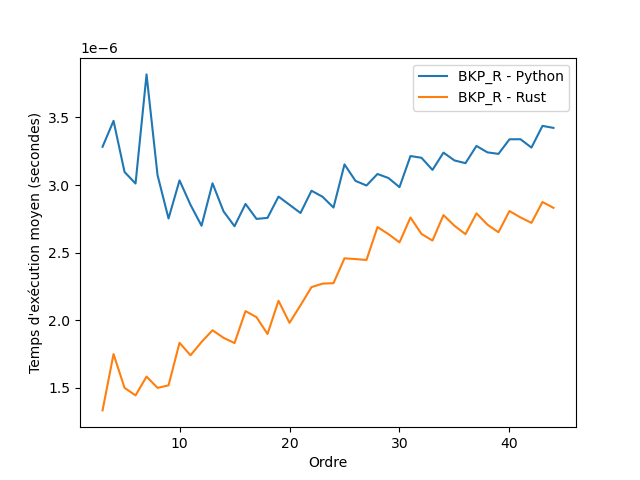 1e−6
BKP_R - Python
BKP_R - Rust
3.5
3.0
2.5
2.0
1.5
Temps d'exécution moyen (secondes)
10
20
30
40
Ordre